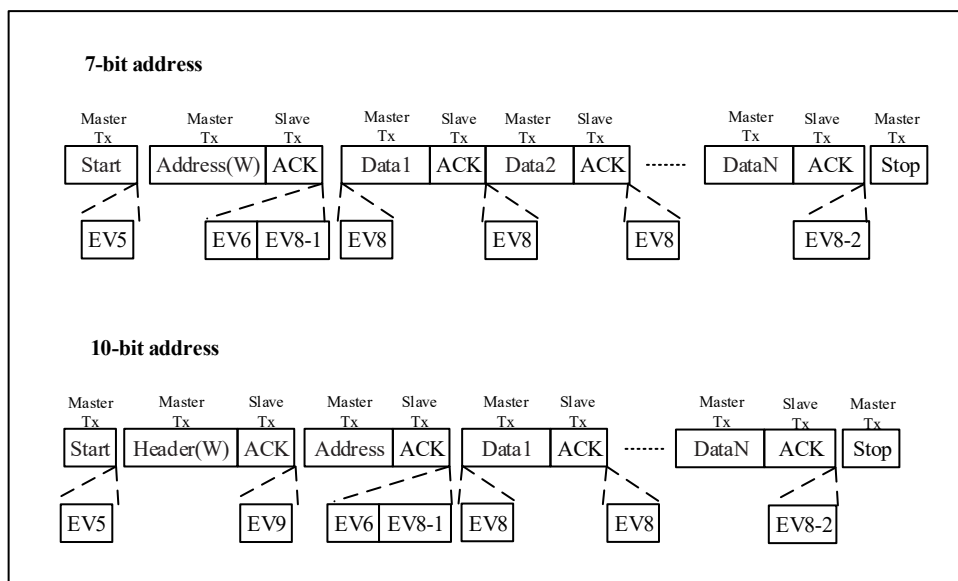 7-bit address
Master Master Slave Master Slave Master Slave Master Slave Master
Tx Tx Tx Tx Tx Tx Tx Tx Tx Tx
Start Address(W) ACK Data1 ACK Data2 ACK DataN ACK Stop
EV5 EV6 EV8-1 EV8 EV8 EV8 EV8-2
10-bit address
Master Master Slave Master Slave Master Slave Master Slave Master
Tx Tx Tx Tx Tx Tx Tx Tx Tx Tx
Start Header(W) ACK Address ACK Data1 ACK DataN ACK Stop
EV5 EV9 EV6 EV8-1 EV8 EV8 EV8-2